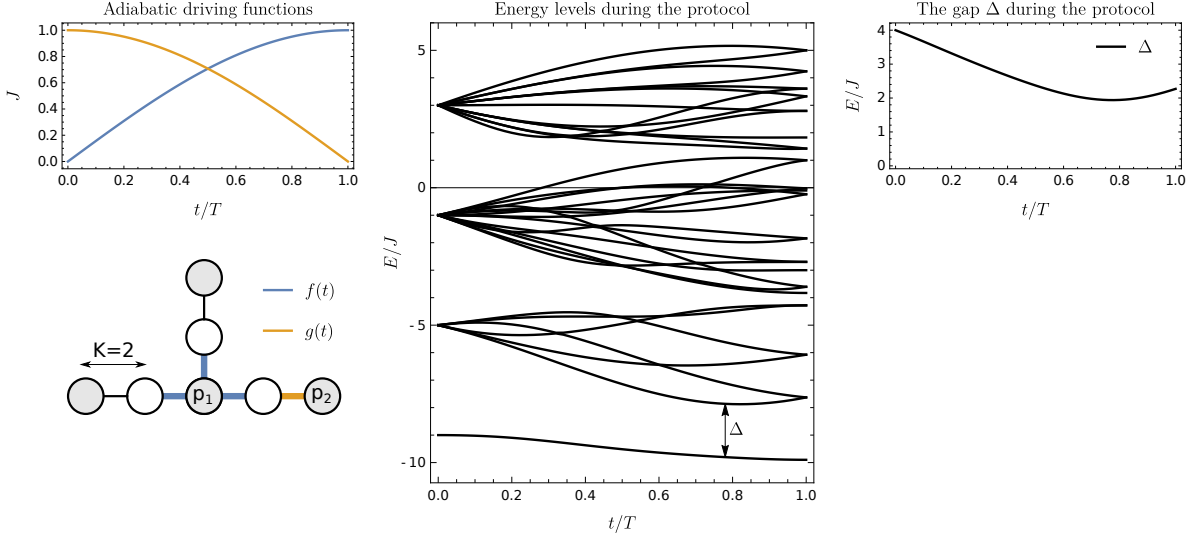 Adiabatic driving functions
1.0
0.8
0.6
0.4
0.2
0.0
J
0.0 0.2 0.4 0.6 0.8 1.0
t/T
f(t)
g(t)
K=2
p1
p2
Energy levels during the protocol
5
0
-5
-10
E/J
Δ
0.0 0.2 0.4 0.6 0.8 1.0
t/T
The gap Δ during the protocol
4
3
2
1
0
E/J
Δ
0.0 0.2 0.4 0.6 0.8 1.0
t/T